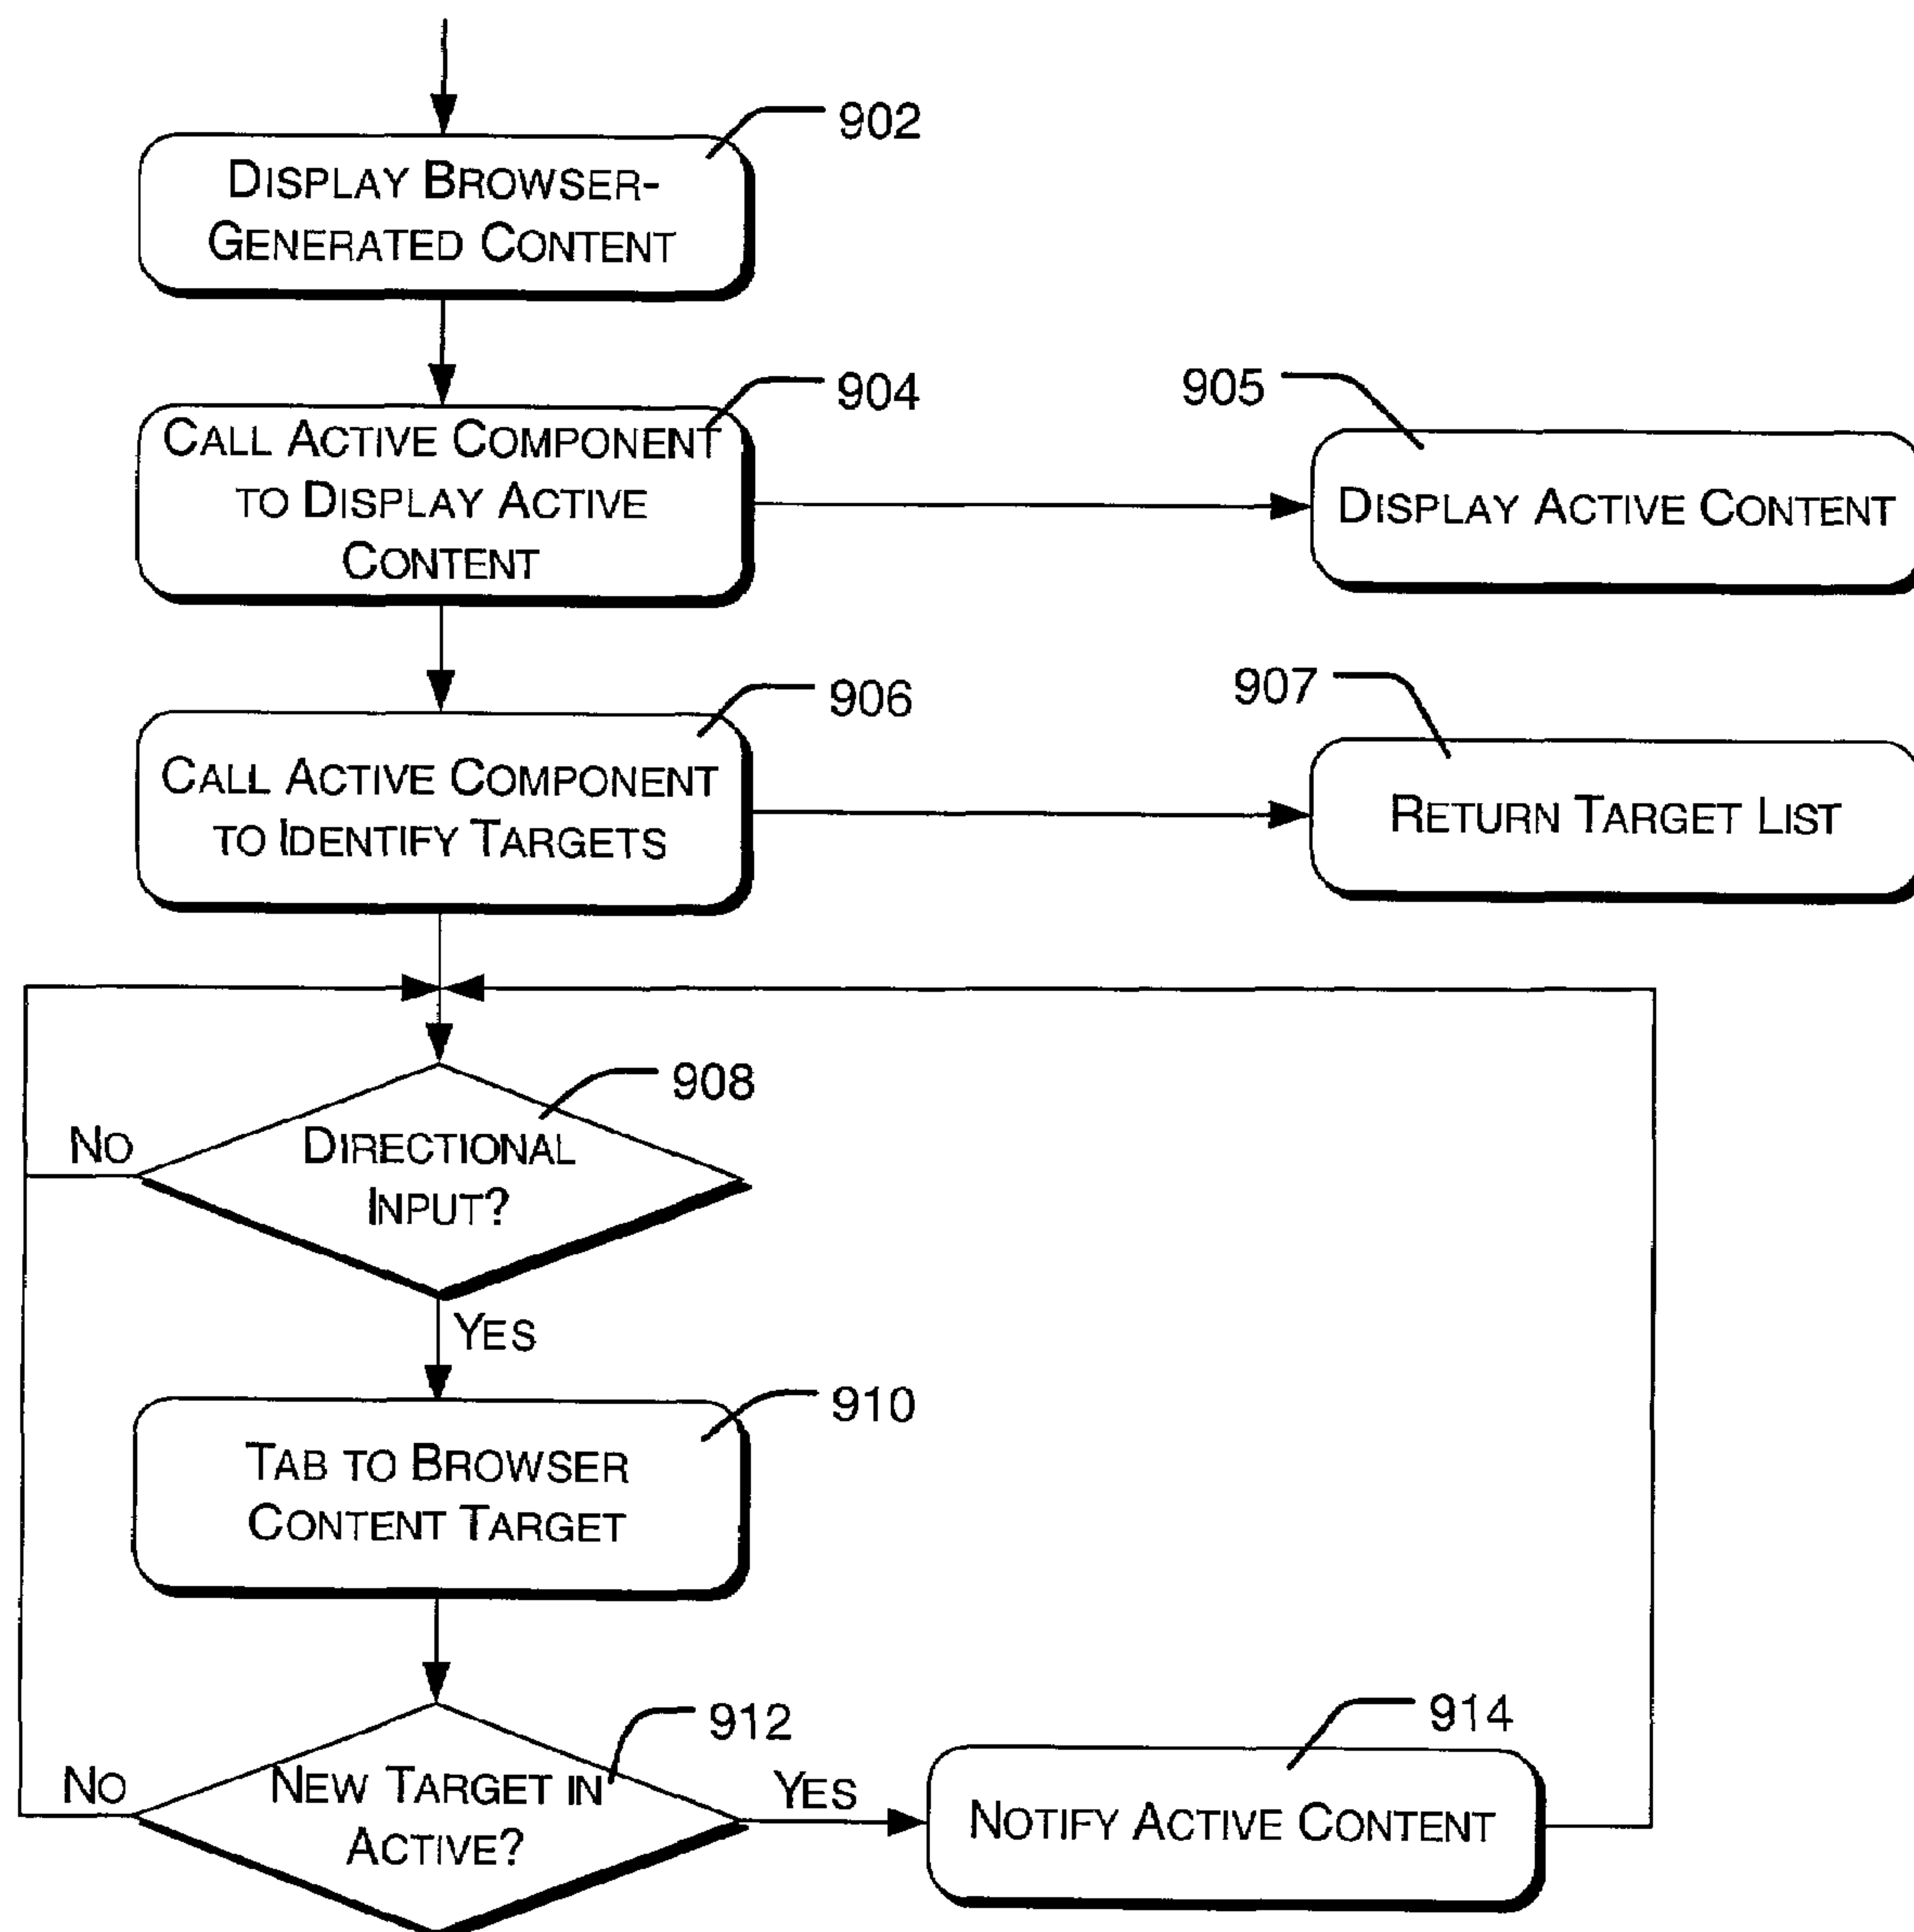 902
DISPLAY BROWSER-
GENERATED CONTENT
904
CALL ACTIVE COMPONENT
TO DISPLAY ACTIVE
CONTENT
905
DISPLAY ACTIVE CONTENT
906
CALL ACTIVE COMPONENT
TO IDENTIFY TARGETS
907
RETURN TARGET LIST
908
DIRECTIONAL
INPUT?
NO
YES
910
TAB TO BROWSER
CONTENT TARGET
912
NEW TARGET IN
ACTIVE?
NO
YES
914
NOTIFY ACTIVE CONTENT